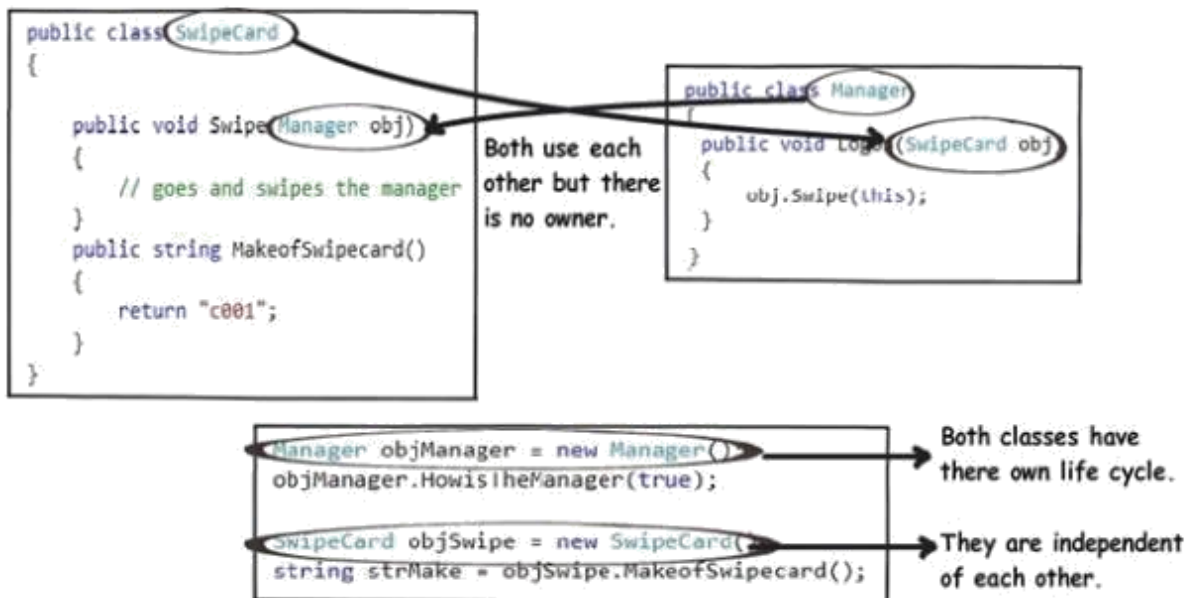 public class SwipeCard
{
public void Swipe(Manager obj)
{
// goes and swipes the manager
}
public string MakeofSwipecard()
{
return "c001";
}
}
Both use each
other but there
is no owner.
public class Manager
{
public void (SwipeCard obj)
{
obj.Swipe(this);
}
}
Manager objManager = new Manager()
objManager.HowisTheManager(true);
SwipeCard objSwipe = new SwipeCard()
string strMake = objSwipe.MakeofSwipecard();
Both classes have
there own life cycle.
They are independent
of each other.